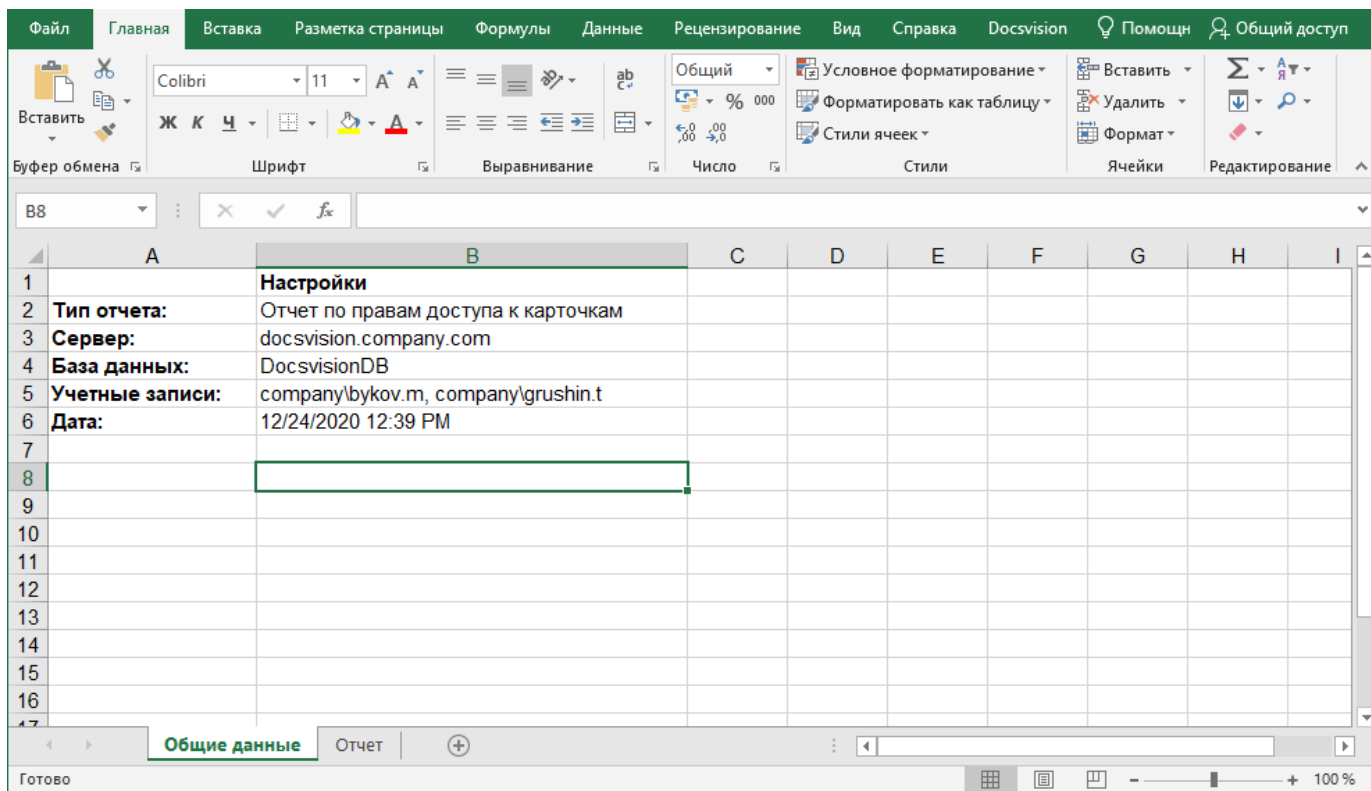 Файл Главная Вставка Разметка страницы Формулы Данные Рецензирование Вид Справка Docsvision Помощн Общий доступ
Colibri 11 Общий Условное форматирование Вставить
Вставить % 000 Форматировать как таблицу Удалить
Ж К Ч Стили ячеек Формат
Буфер обмена Шрифт Выравнивание Число Стили Ячейки Редактирование
B8 fx
A B C D E F G H I
1 Настройки
2 Тип отчета: Отчет по правам доступа к карточкам
3 Сервер: docsvision.company.com
4 База данных: DocsvisionDB
5 Учетные записи: company\bykov.m, company\grushin.t
6 Дата: 12/24/2020 12:39 PM
7
8
9
10
11
12
13
14
15
16
17
Общие данные Отчет
Готово 100 %